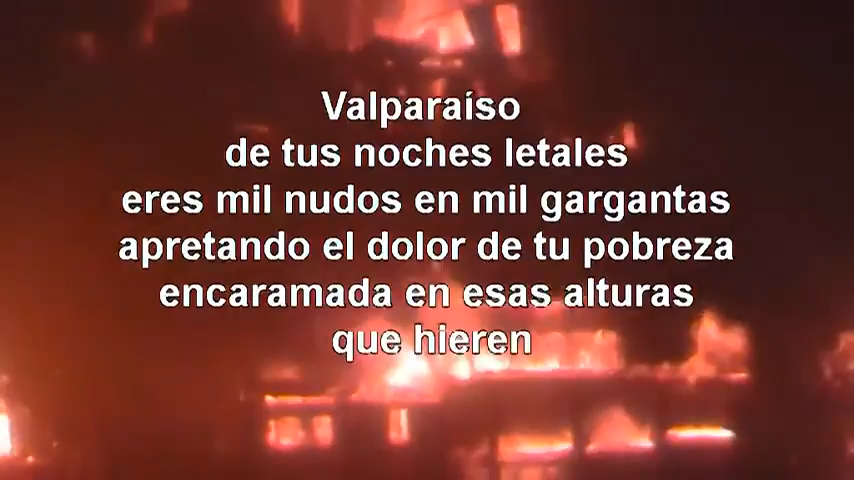 Valparaíso
de tus noches letales
eres mil nudos en mil gargantas
apretando el dolor de tu pobreza
encaramada en esas alturas
que hieren